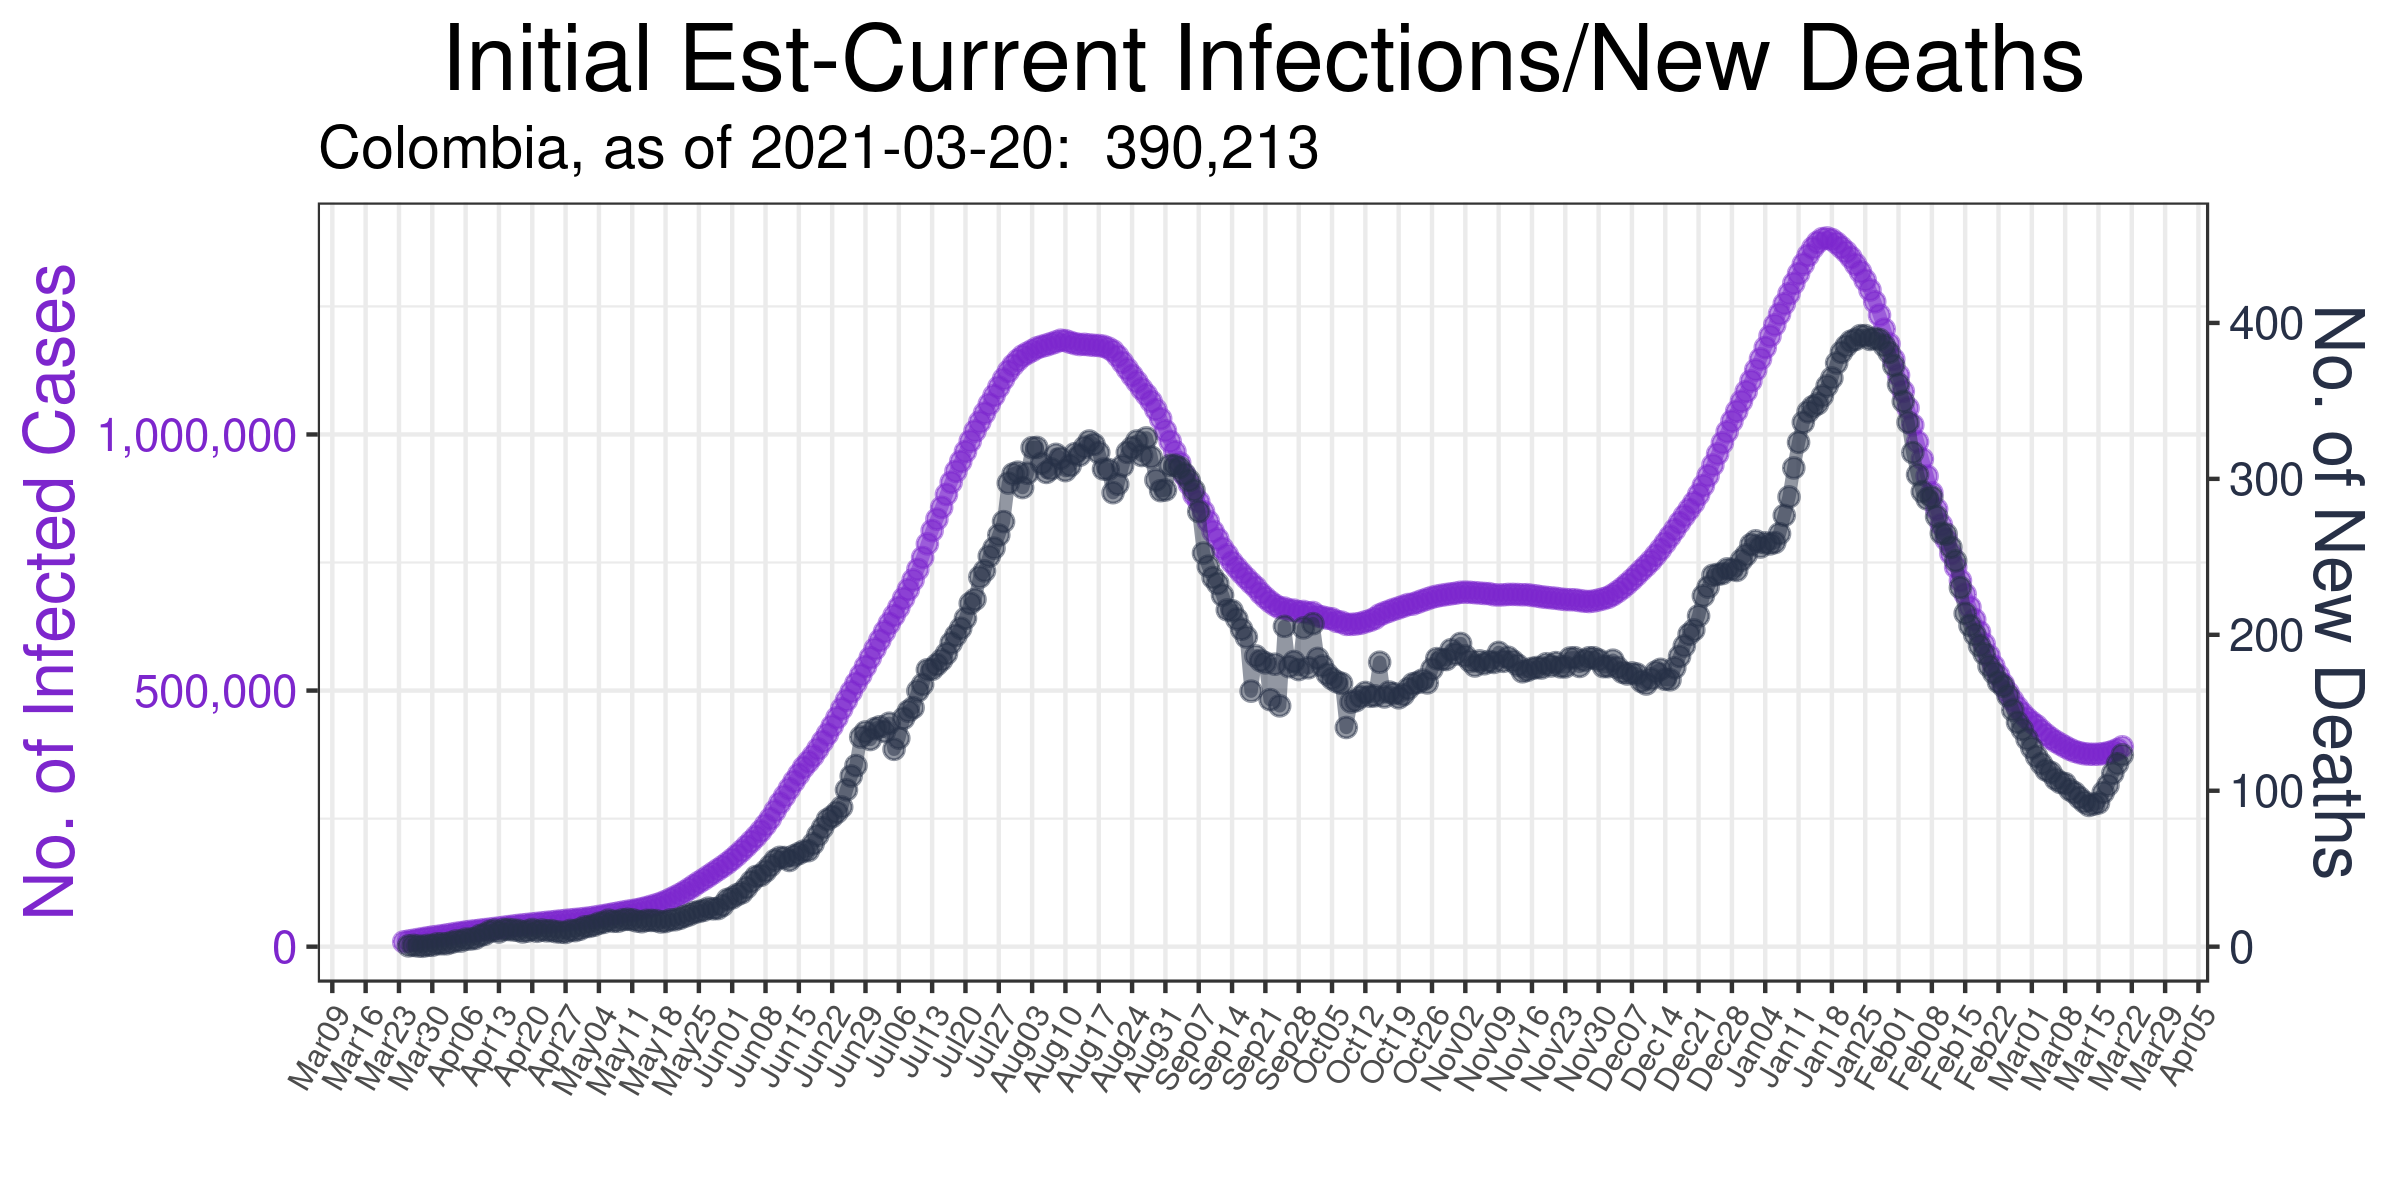 Initial Est-Current Infections/New Deaths
Colombia, as of 2021-03-20:  390,213
No. of Infected Cases
1,000,000
500,000
0
400
300
200
100
0
No. of New Deaths
Mar09
Mar16
Mar23
Mar30
Apr06
Apr13
Apr20
Apr27
May04
May11
May18
May25
Jun01
Jun08
Jun15
Jun22
Jun29
Jul06
Jul13
Jul20
Jul27
Aug03
Aug10
Aug17
Aug24
Aug31
Sep07
Sep14
Sep21
Sep28
Oct05
Oct12
Oct19
Oct26
Nov02
Nov09
Nov16
Nov23
Nov30
Dec07
Dec14
Dec21
Dec28
Dec04
Jan11
Jan18
Jan25
Feb01
Feb08
Feb15
Feb22
Mar01
Mar08
Mar15
Mar22
Mar29
Apr05